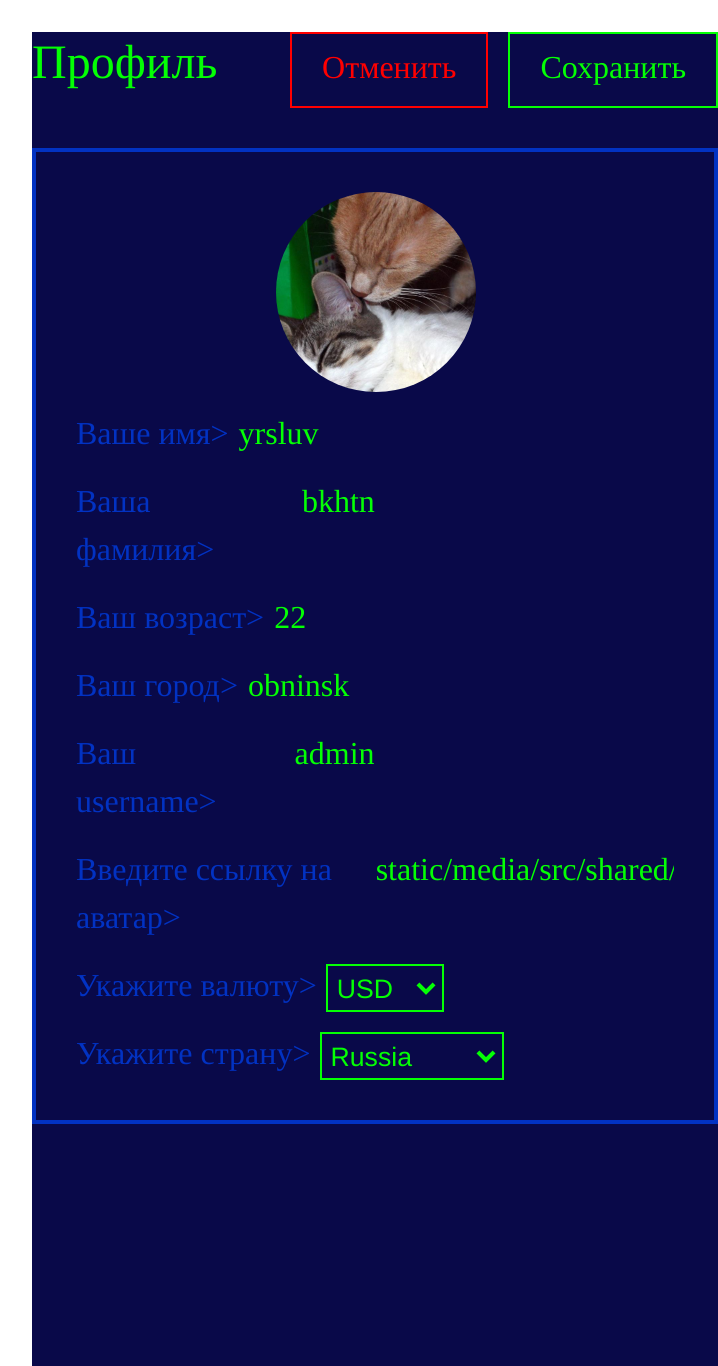 Профиль
Отменить
Сохранить
Ваше имя> yrsluv
Ваша bkhtn
фамилия>
Ваш возраст> 22
Ваш город> obninsk
Ваш admin
username>
Введите ссылку на static/media/src/shared/
аватар>
Укажите валюту> USD
Укажите страну> Russia